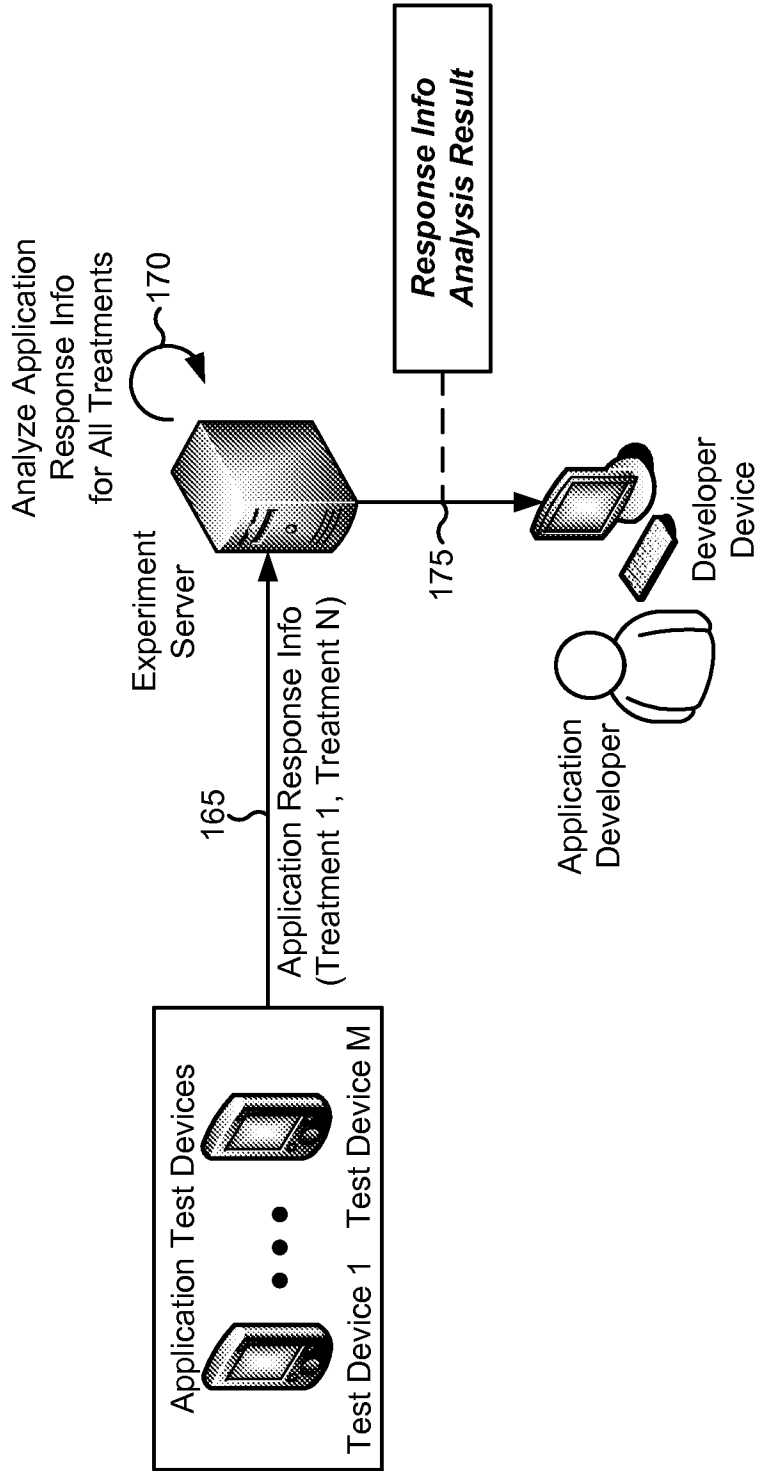 Application Test Devices
Test Device 1
Test Device M
165
Application Response Info
(Treatment 1, Treatment N)
Analyze Application
Response Info
for All Treatments
170
Experiment
Server
175
Response Info
Analysis Result
Application
Developer
Developer
Device